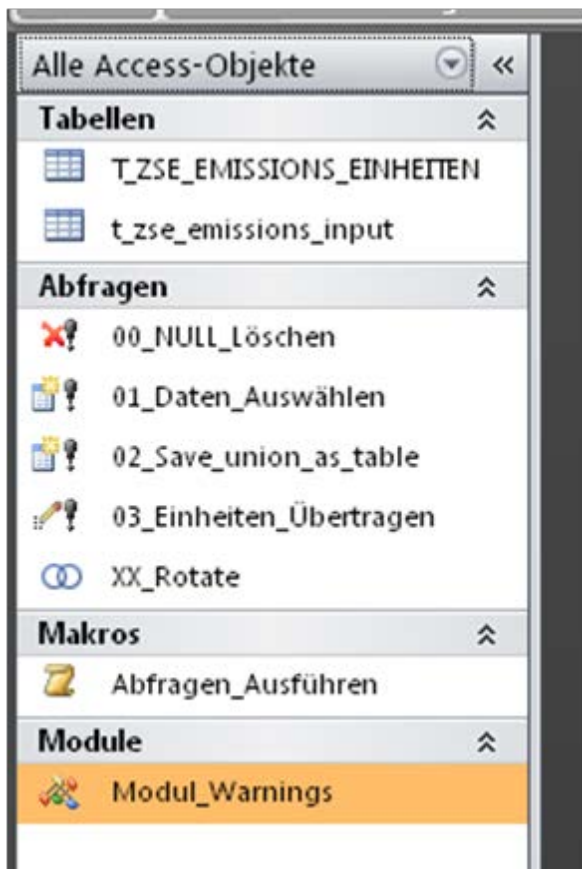 Alle Access-Objekte
Tabellen
T_ZSE_EMISSIONS_EINHEITEN
t_zse_emissions_input
Abfragen
00_NULL_Löschen
01_Daten_Auswählen
02_Save_union_as_table
03_Einheiten_Übertragen
XX_Rotate
Makros
Abfragen_Ausführen
Module
Modul_Warnings